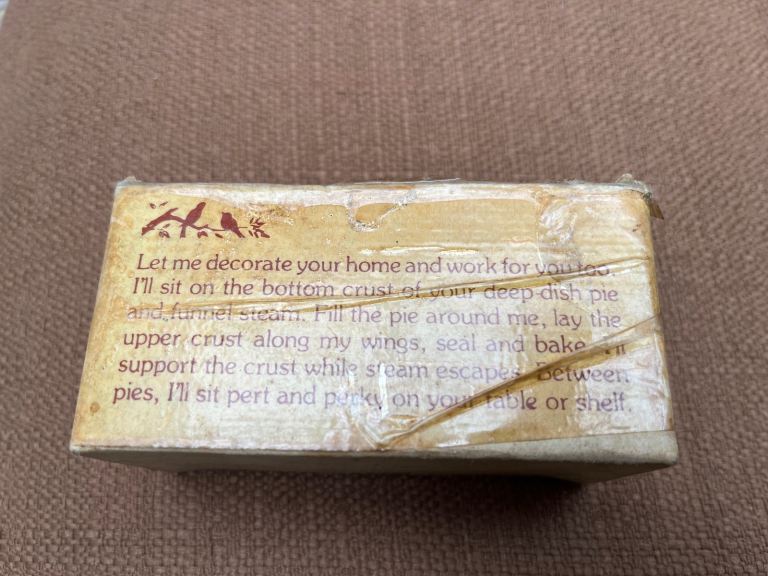 Let me decorate your home and work for you too.
I'll sit on the bottom crust of your deep-dish pie
and funnel steam. Fill the pie around me, lay the
upper crust along my wings, seal and bake. I'll
support the crust while steam escapes. Between
pies, I'll sit pert and perky on your table or shelf.